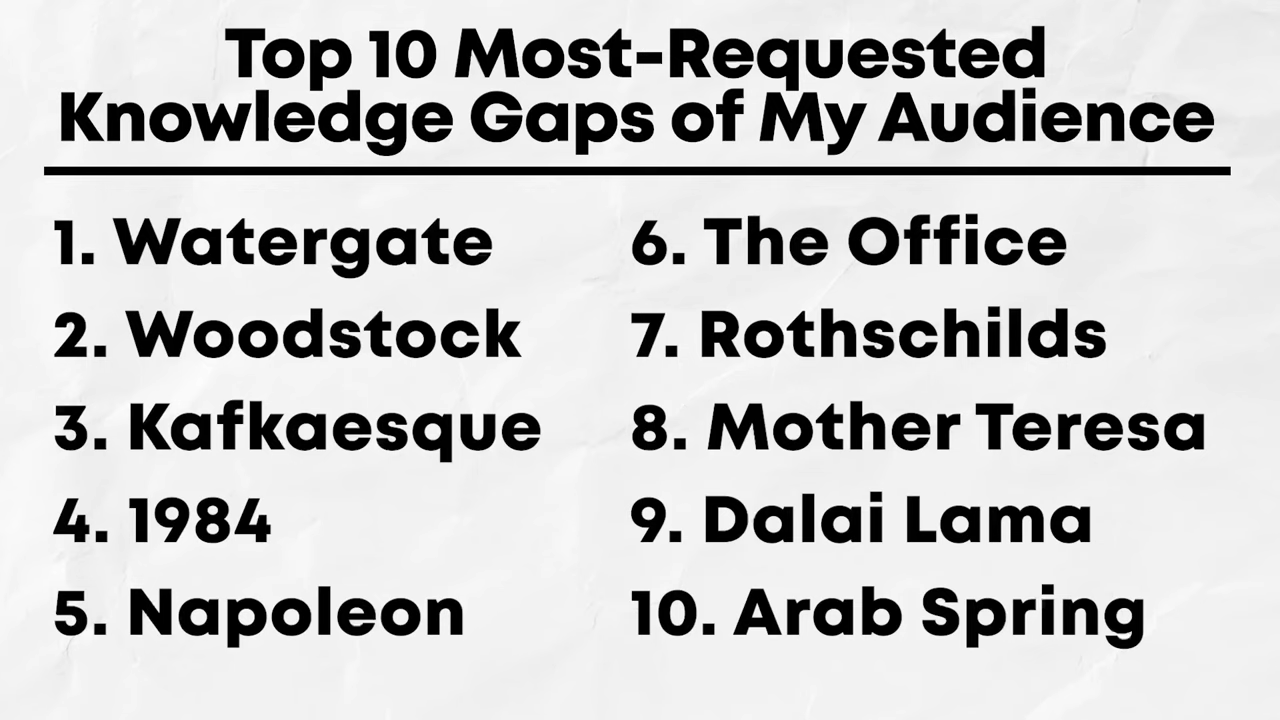 Top 10 Most-Requested
Knowledge Gaps of My Audience
1. Watergate
2. Woodstock
3. Kafkaesque
4. 1984
5. Napoleon
6. The Office
7. Rothschilds
8. Mother Teresa
9. Dalai Lama
10. Arab Spring